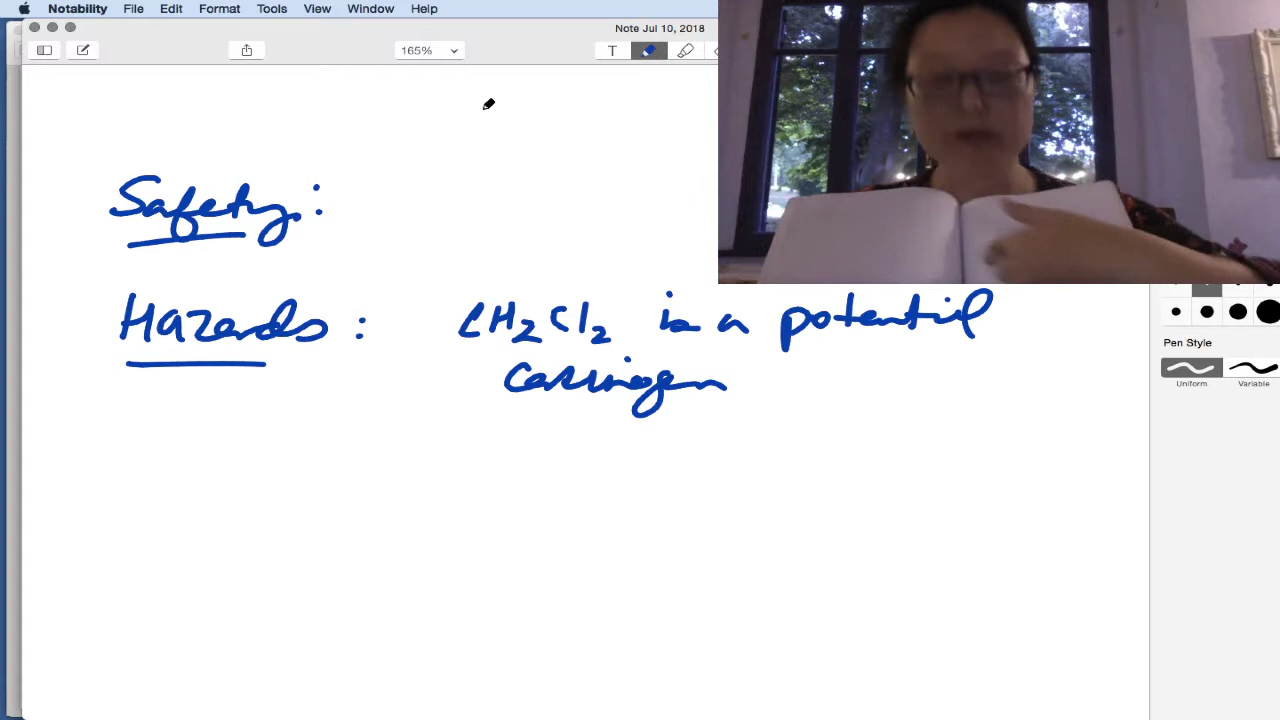 Notability File Edit Format Tools View Window Help
Note Jul 10, 2018
165% T
Safety:
Hazards: CH2Cl2 is a potential
carcinogen
Pen Style
Uniform Variable